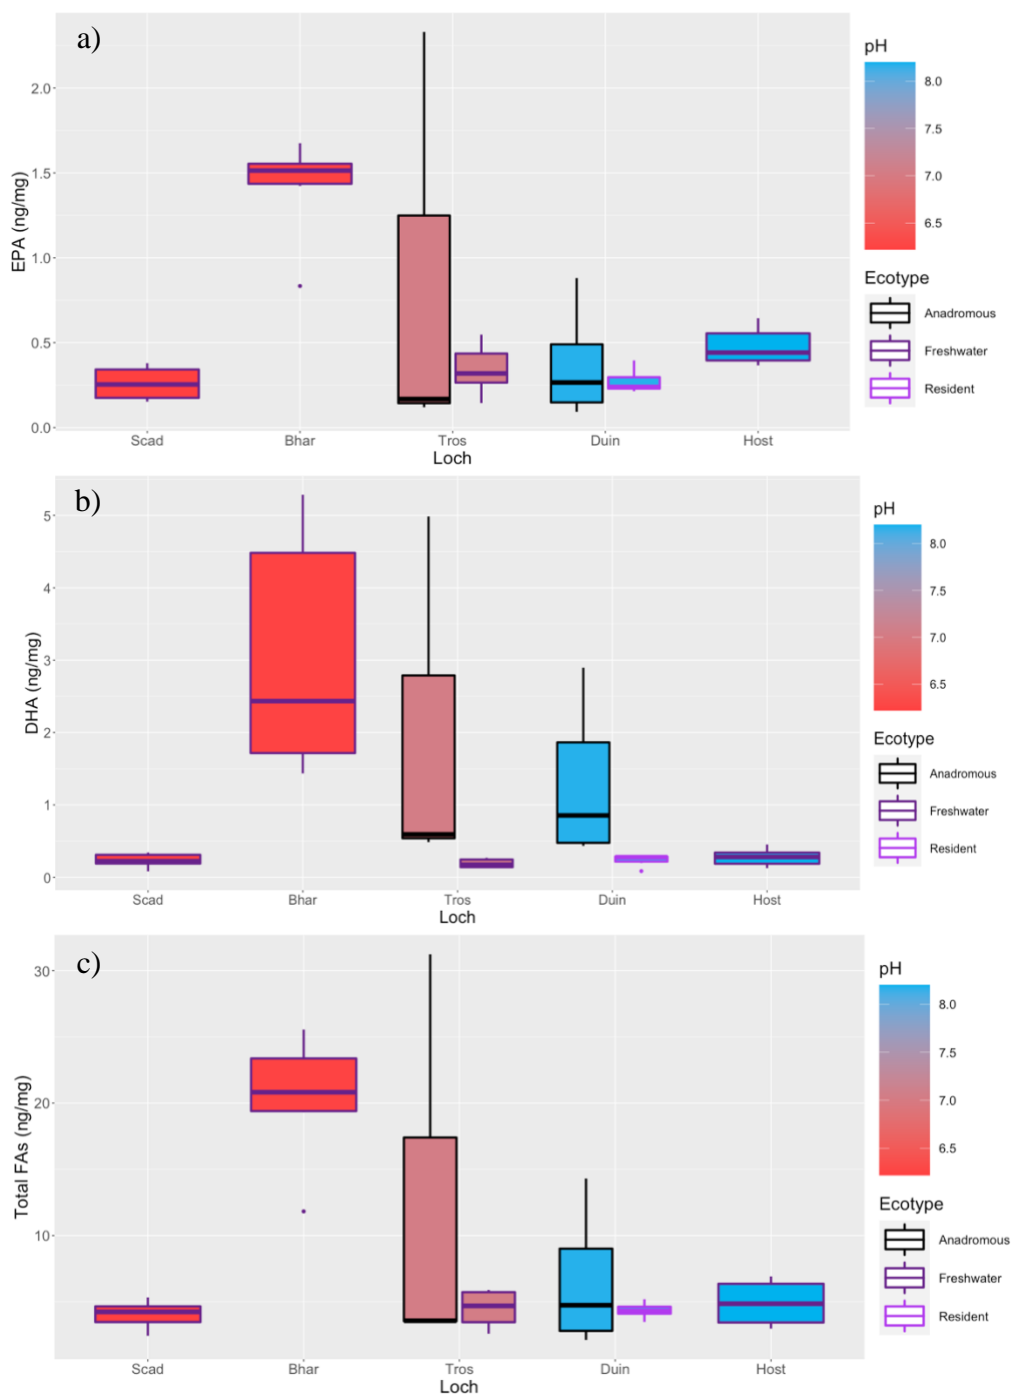 a)
EPA (ng/mg)
2.0
1.5
1.0
0.5
0.0
Scad Bhar Tros Duin Host
Loch
pH
8.0
7.5
7.0
6.5
Ecotype
Anadromous
Freshwater
Resident
b)
DHA (ng/mg)
5
4
3
2
1
0
Scad Bhar Tros Duin Host
Loch
pH
8.0
7.5
7.0
6.5
Ecotype
Anadromous
Freshwater
Resident
c)
Total FAs (ng/mg)
30
20
10
Scad Bhar Tros Duin Host
Loch
pH
8.0
7.5
7.0
6.5
Ecotype
Anadromous
Freshwater
Resident